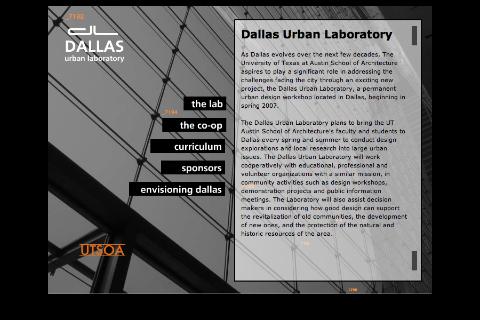 7192
DALLAS
urban laboratory
the lab
7194
the co-op
curriculum
sponsors
envisioning dallas
UTSOA
Dallas Urban Laboratory
As Dallas evolves over the next few decades, The
University of Texas at Austin School of Architecture
aspires to play a significant role in addressing the
challenges facing the city through an exciting new
project, the Dallas Urban Laboratory, a permanent
urban design workshop located in Dallas, beginning in
spring 2007.
The Dallas Urban Laboratory plans to bring the UT
Austin School of Architecture's faculty and students to
Dallas every spring and summer to conduct design
explorations and local research into large urban
issues. The Dallas Urban Laboratory will work
cooperatively with educational, professional and
volunteer organizations with a similar mission, in
community activities such as design workshops,
demonstration projects and public information
meetings. The Laboratory will also assist decision
makers in considering how good design can support
the revitalization of old communities, the development
of new ones, and the protection of the natural and
historic resources of the area.